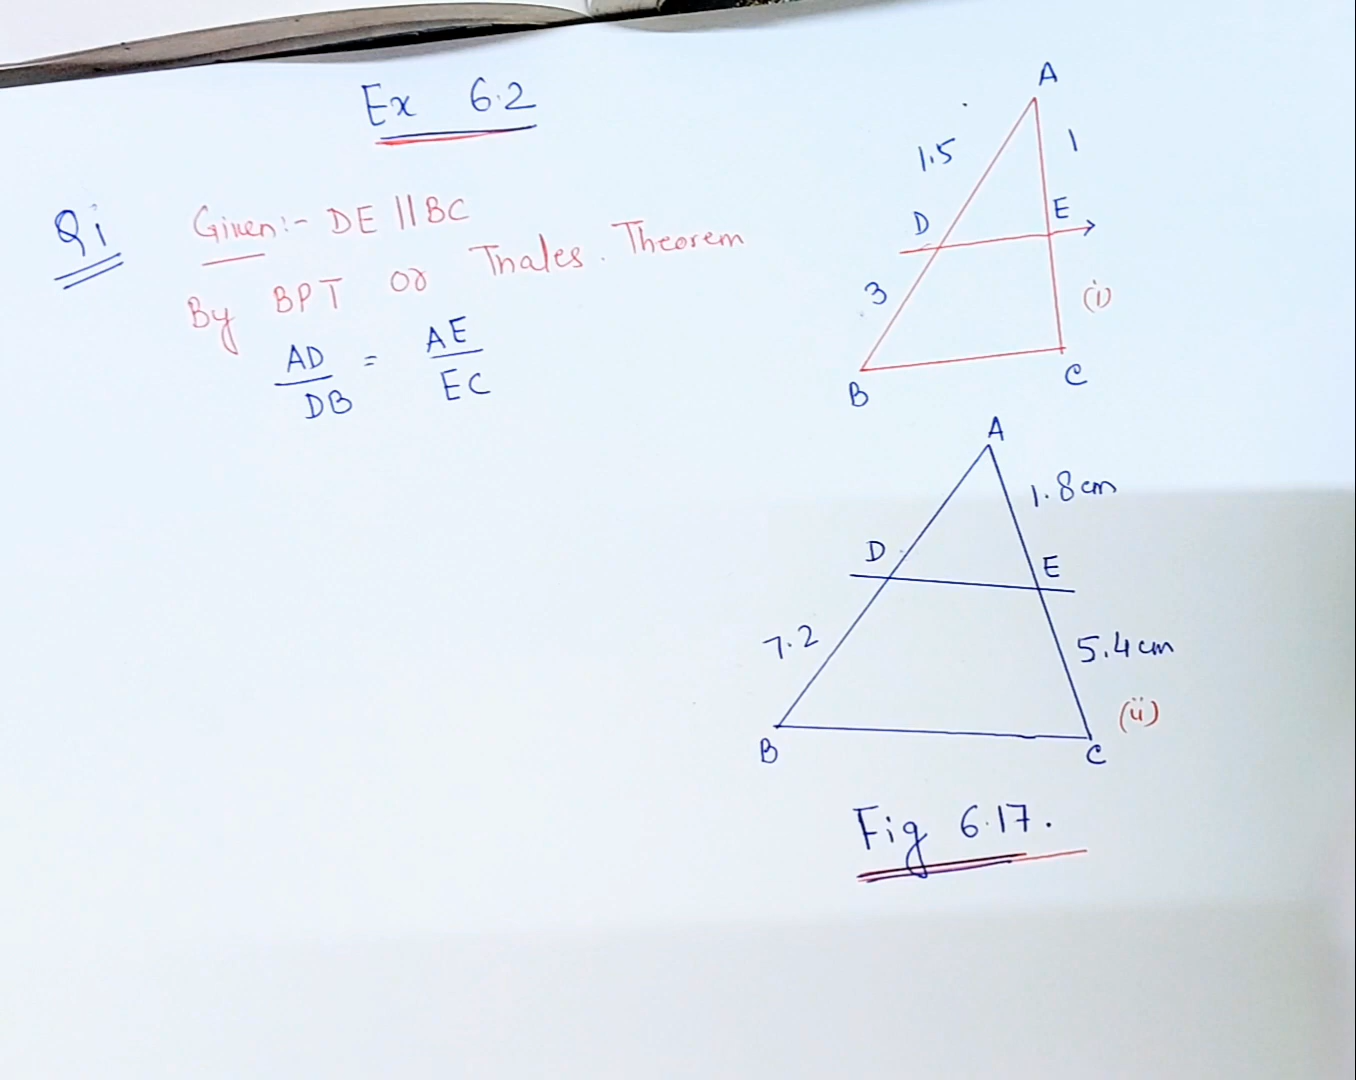 Ex 6.2
Qi Given:- DE || BC
By BPT or Thales. Theorem
AD/DB = AE/EC
A
1.5
1
D
E
3
(i)
B
C
A
1.8 cm
D
E
7.2
5.4 cm
(ii)
B
C
Fig 6.17.